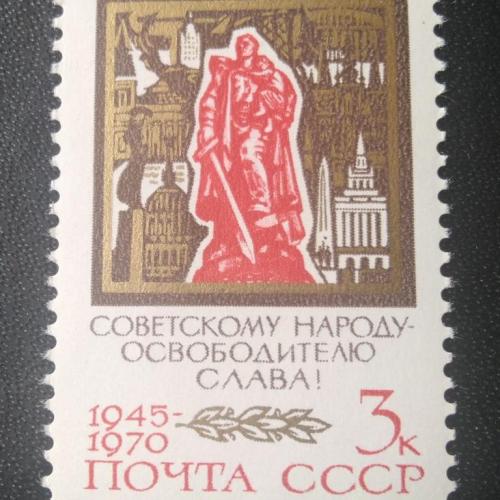 СОВЕТСКОМУ НАРОДУ-
ОСВОБОДИТЕЛЮ
СЛАВА!
1945-
1970
3к
ПОЧТА СССР